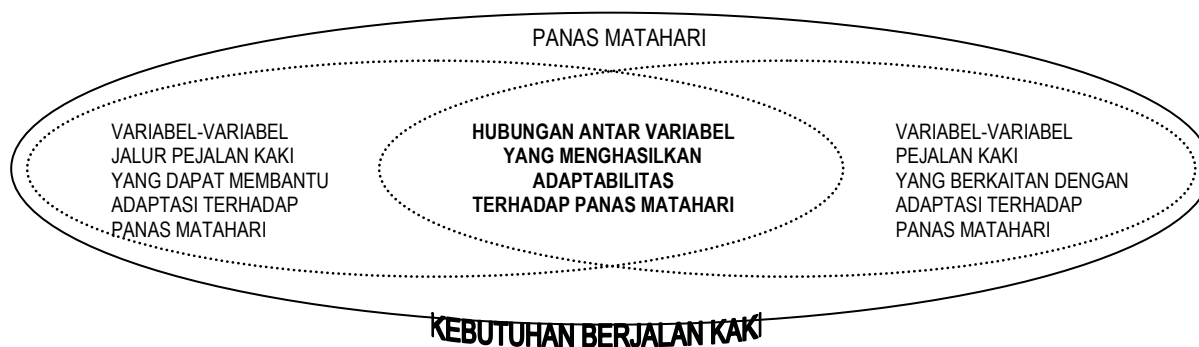 PANAS MATAHARI
VARIABEL-VARIABEL
JALUR PEJALAN KAKI
YANG DAPAT MEMBANTU
ADAPTASI TERHADAP
PANAS MATAHARI
HUBUNGAN ANTAR VARIABEL
YANG MENGHASILKAN
ADAPTABILITAS
TERHADAP PANAS MATAHARI
VARIABEL-VARIABEL
PEJALAN KAKI
YANG BERKAITAN DENGAN
ADAPTASI TERHADAP
PANAS MATAHARI
KEBUTUHAN BERJALAN KAKI